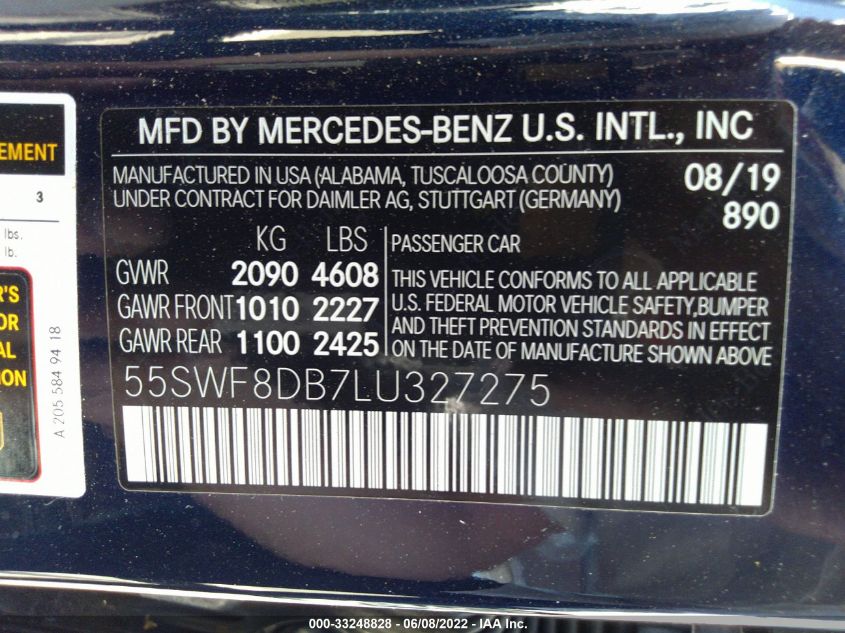 EMENT
3
lbs.
lb.
R'S
OR
AL
ION
A 205 584 94 18
MFD BY MERCEDES-BENZ U.S. INTL., INC
MANUFACTURED IN USA (ALABAMA, TUSCALOOSA COUNTY) 08/19
UNDER CONTRACT FOR DAIMLER AG, STUTTGART (GERMANY) 890
KG LBS PASSENGER CAR
GVWR 2090 4608 THIS VEHICLE CONFORMS TO ALL APPLICABLE
GAWR FRONT 1010 2227 U.S. FEDERAL MOTOR VEHICLE SAFETY,BUMPER
GAWR REAR 1100 2425 AND THEFT PREVENTION STANDARDS IN EFFECT
ON THE DATE OF MANUFACTURE SHOWN ABOVE
55SWF8DB7LU327275
000-33248828 - 06/08/2022 - IAA Inc.